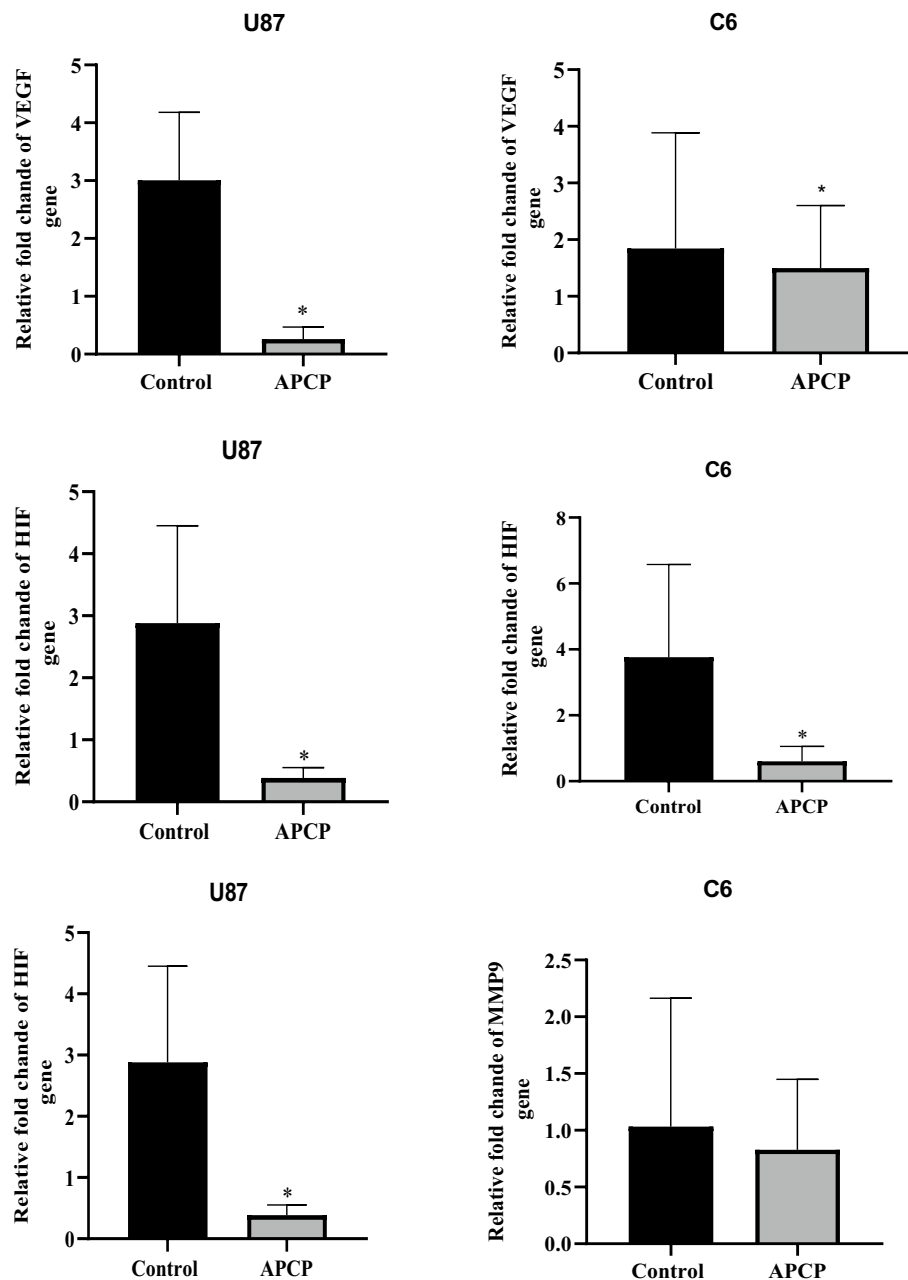 U87
Relative fold chande of VEGF
gene
5
4
3
2
1
0
*
Control
APCP
C6
Relative fold chande of VEGF
gene
5
4
3
2
1
0
*
Control
APCP
U87
Relative fold chande of HIF
gene
5
4
3
2
1
0
*
Control
APCP
C6
Relative fold chande of HIF
gene
8
6
4
2
0
*
Control
APCP
U87
Relative fold chande of HIF
gene
5
4
3
2
1
0
*
Control
APCP
C6
Relative fold chande of MMP9
gene
2.5
2.0
1.5
1.0
0.5
0.0
Control
APCP